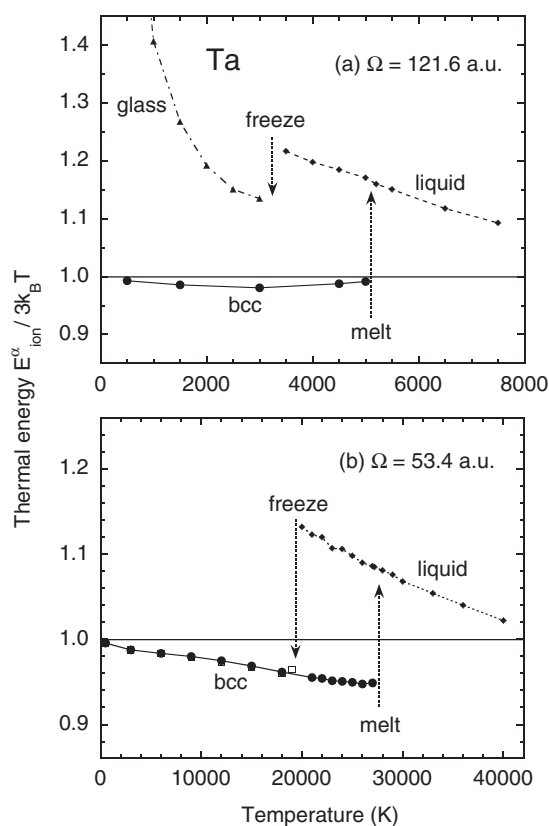 Thermal energy E^α_ion / 3k_BT
1.4
1.3
1.2
1.1
1.0
0.9
Ta
(a) Ω = 121.6 a.u.
glass
freeze
liquid
bcc
melt
0 2000 4000 6000 8000
1.2
1.1
1.0
0.9
(b) Ω = 53.4 a.u.
freeze
liquid
bcc
melt
0 10000 20000 30000 40000
Temperature (K)